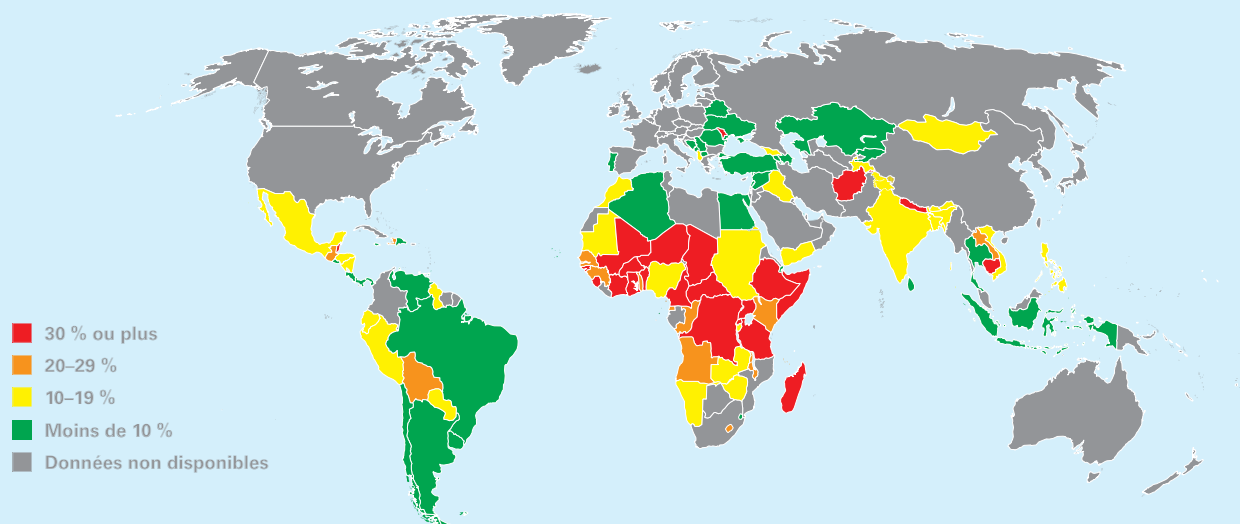 30 % ou plus
20–29 %
10–19 %
Moins de 10 %
Données non disponibles